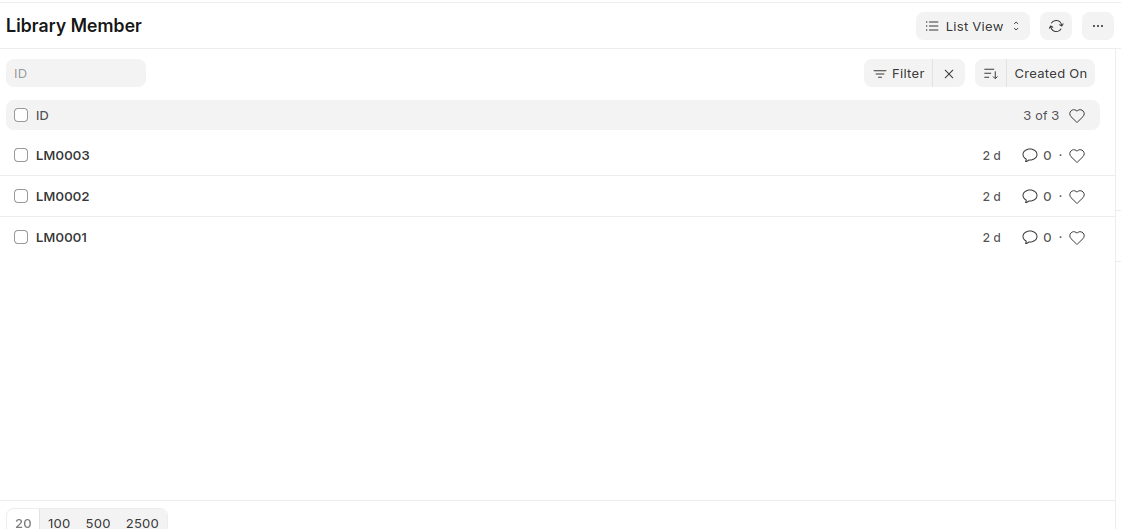 Library Member
List View
ID
Filter
Created On
ID 3 of 3
LM0003 2 d 0 ·
LM0002 2 d 0 ·
LM0001 2 d 0 ·
20 100 500 2500